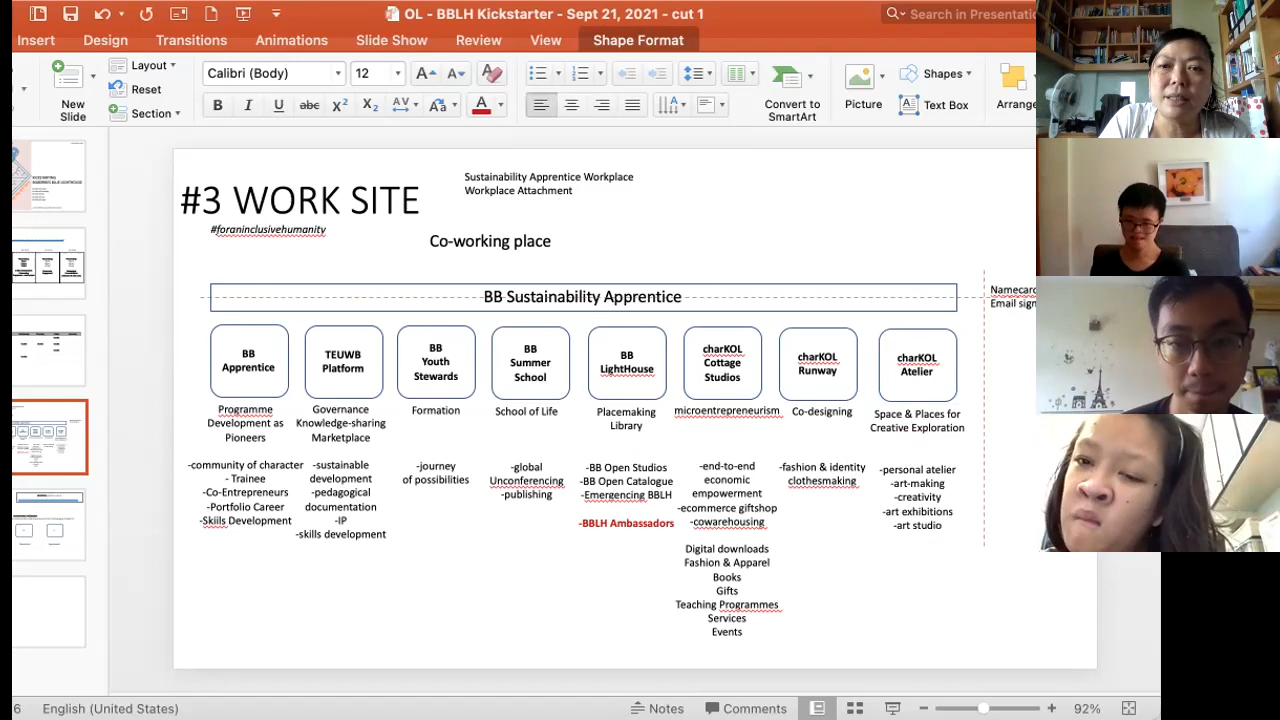 OL - BBLH Kickstarter - Sept 21, 2021 - cut 1
Search in Presentatio
Insert
Design
Transitions
Animations
Slide Show
Review
View
Shape Format
New
Slide
Layout
Reset
Section
Calibri (Body)
12
Convert to
SmartArt
Picture
Shapes
Text Box
Arrange
#3 WORK SITE
#foraninclusivehumanity
Sustainability Apprentice Workplace
Workplace Attachment
Co-working place
BB Sustainability Apprentice
Namecard
Email sign
BB
Apprentice
Programme
Development as
Pioneers
-community of character
- Trainee
-Co-Entrepreneurs
-Portfolio Career
-Skiils Development
TEUWB
Platform
Governance
Knowledge-sharing
Marketplace
-sustainable
development
-pedagogical
documentation
-IP
-skills development
BB
Youth
Stewards
Formation
-journey
of possibilities
BB
Summer
School
School of Life
-global
Unconferencing
-publishing
BB
LightHouse
Placemaking
Library
-BB Open Studios
-BB Open Catalogue
-Emergencing BBLH
-BBLH Ambassadors
charKOL
Cottage
Studios
microentrepreneurism
-end-to-end
economic
empowerment
-ecommerce giftshop
-cowarehousing
Digital downloads
Fashion & Apparel
Books
Gifts
Teaching Programmes
Services
Events
charKOL
Runway
Co-designing
-fashion & identity
clothesmaking
charKOL
Atelier
Space & Places for
Creative Exploration
-personal atelier
-art-making
-creativity
-art exhibitions
-art studio
6
English (United States)
Notes
Comments
92%